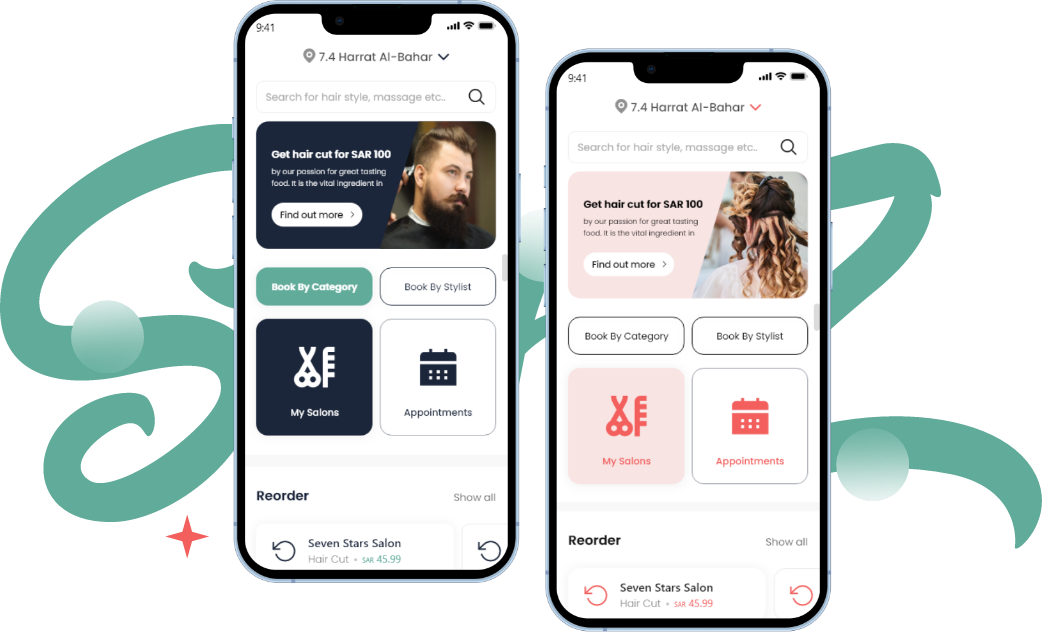 9:41
7.4 Harrat Al-Bahar
Search for hair style, massage etc..
Get hair cut for SAR 100
by our passion for great tasting
food. It is the vital ingredient in
Find out more
Book By Category
Book By Stylist
My Salons
Appointments
Reorder
Show all
Seven Stars Salon
Hair Cut • SAR 45.99
9:41
7.4 Harrat Al-Bahar
Search for hair style, massage etc..
Get hair cut for SAR 100
by our passion for great tasting
food. It is the vital ingredient in
Find out more
Book By Category
Book By Stylist
My Salons
Appointments
Reorder
Show all
Seven Stars Salon
Hair Cut • SAR 45.99